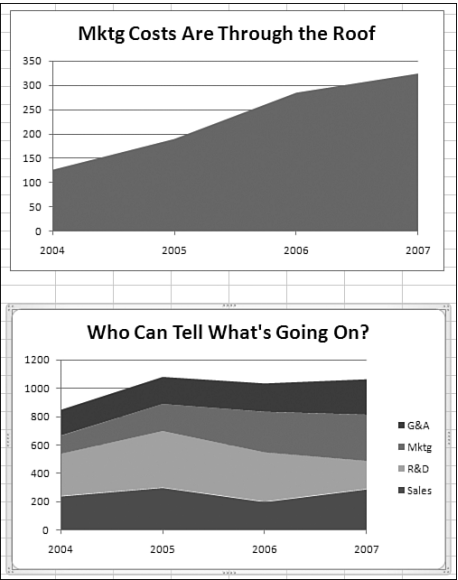 Mktg Costs Are Through the Roof
350
300
250
200
150
100
50
0
2004 2005 2006 2007
Who Can Tell What's Going On?
1200
1000
800
600
400
200
0
2004 2005 2006 2007
G&A
Mktg
R&D
Sales